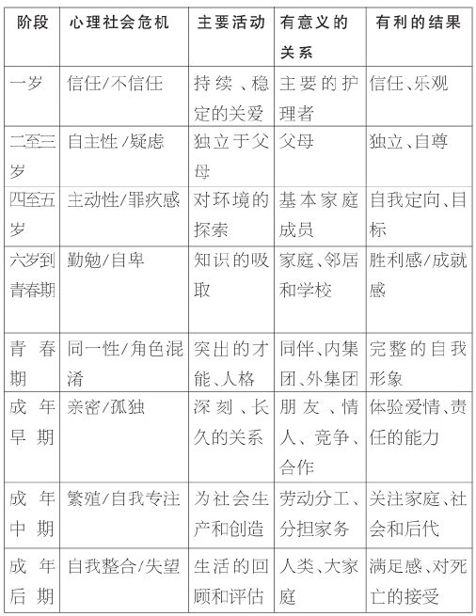 阶段 心理社会危机 主要活动 有意义的关系 有利的结果
一岁 信任/不信任 持续、稳定的关爱 主要的护理者 信任、乐观
二至三岁 自主性/疑虑 独立于父母 父母 独立、自尊
四至五岁 主动性/罪疚感 对环境的探索 基本家庭成员 自我定向、目标
六岁到青春期 勤勉/自卑 知识的吸取 家庭、邻居和学校 胜利感/成就感
青春期 同一性/角色混淆 突出的才能、人格 同伴、内集团、外集团 完整的自我形象
成年早期 亲密/孤独 深刻、长久的关系 朋友、情人、竞争、合作 体验爱情、责任的能力
成年中期 繁殖/自我专注 为社会生产和创造 劳动分工、分担家务 关注家庭、社会和后代
成年后期 自我整合/失望 生活的回顾和评估 人类、大家庭 满足感、对死亡的接受